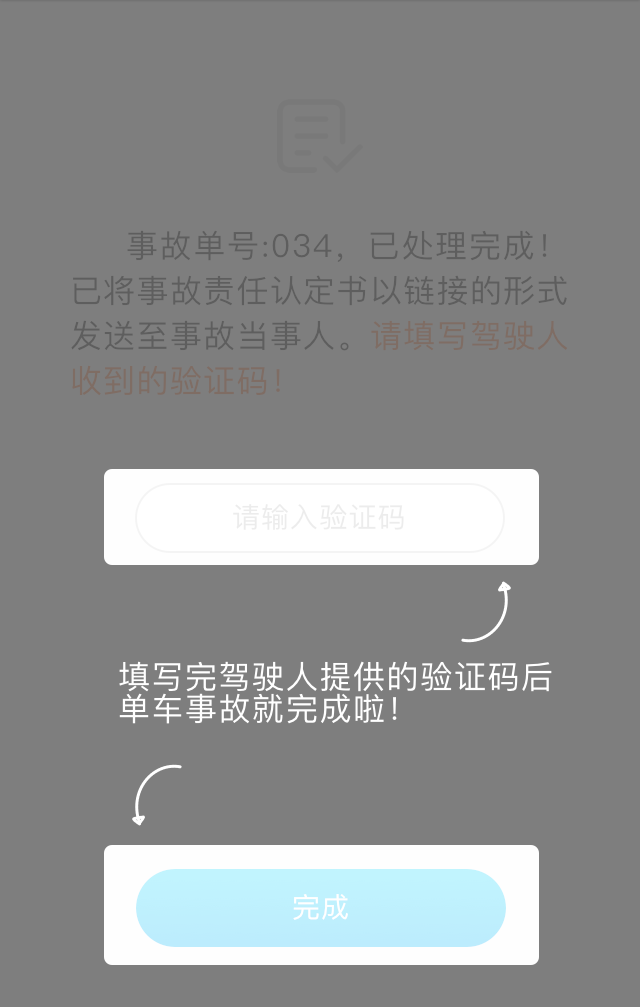 事故单号:034，已处理完成！
已将事故责任认定书以链接的形式
发送至事故当事人。请填写驾驶人
收到的验证码！
请输入验证码
填写完驾驶人提供的验证码后
单车事故就完成啦！
完成